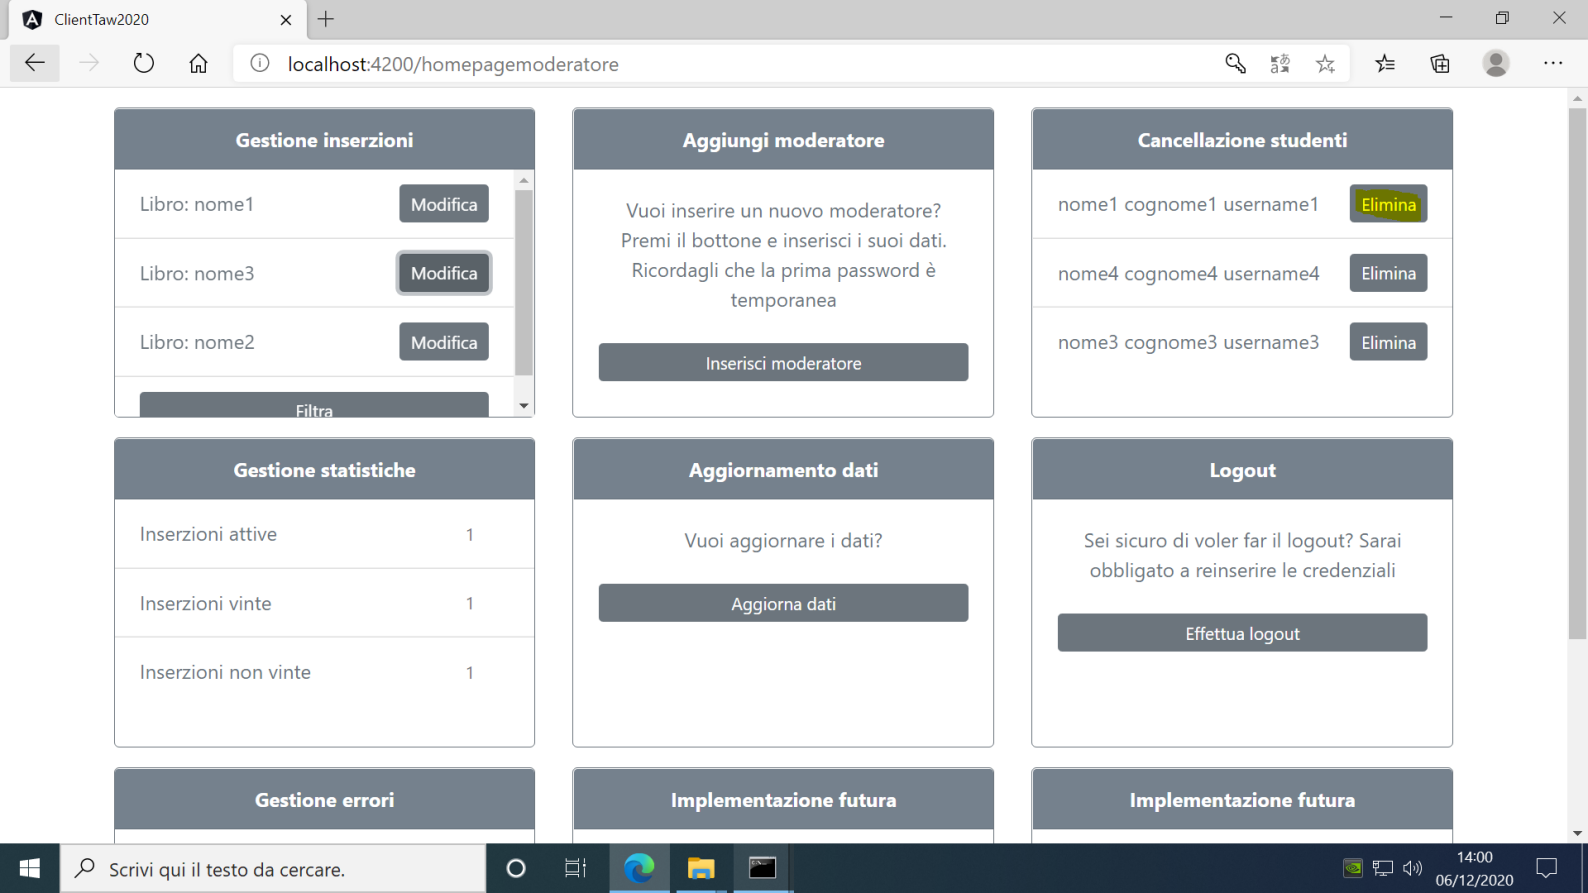 ClientTaw2020
localhost:4200/homepagemoderatore
Gestione inserzioni
Libro: nome1 Modifica
Libro: nome3 Modifica
Libro: nome2 Modifica
Filtra
Aggiungi moderatore
Vuoi inserire un nuovo moderatore?
Premi il bottone e inserisci i suoi dati.
Ricordagli che la prima password è
temporanea
Inserisci moderatore
Cancellazione studenti
nome1 cognome1 username1 Elimina
nome4 cognome4 username4 Elimina
nome3 cognome3 username3 Elimina
Gestione statistiche
Inserzioni attive 1
Inserzioni vinte 1
Inserzioni non vinte 1
Aggiornamento dati
Vuoi aggiornare i dati?
Aggiorna dati
Logout
Sei sicuro di voler far il logout? Sarai
obbligato a reinserire le credenziali
Effettua logout
Gestione errori
Implementazione futura
Implementazione futura
Scrivi qui il testo da cercare.
14:00
06/12/2020